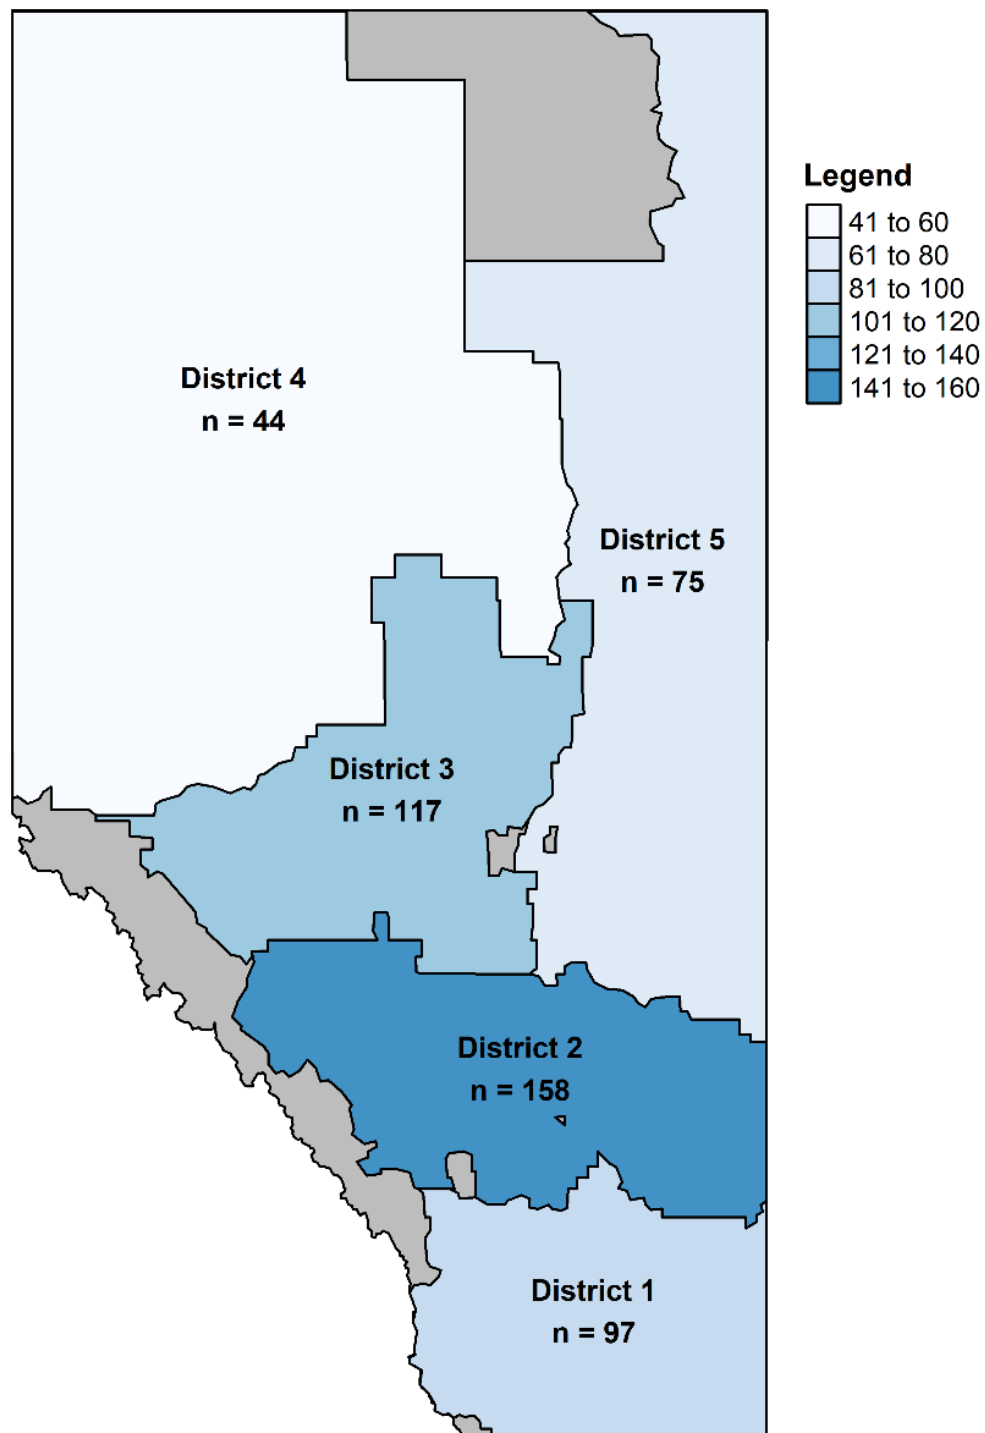 Legend
41 to 60
61 to 80
81 to 100
101 to 120
121 to 140
141 to 160
District 4
n = 44
District 5
n = 75
District 3
n = 117
District 2
n = 158
District 1
n = 97